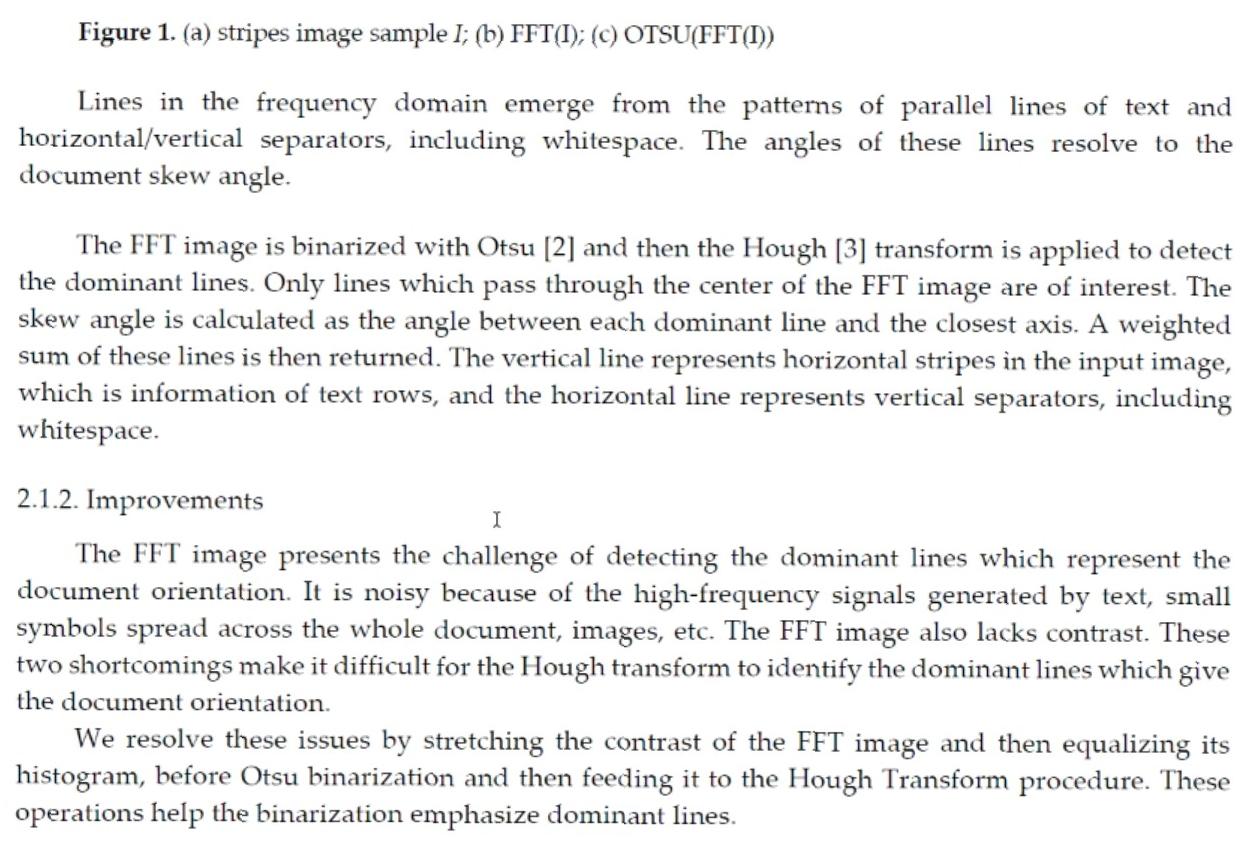 Figure 1. (a) stripes image sample I; (b) FFT(I); (c) OTSU(FFT(I))
Lines in the frequency domain emerge from the patterns of parallel lines of text and
horizontal/vertical separators, including whitespace. The angles of these lines resolve to the
document skew angle.
The FFT image is binarized with Otsu [2] and then the Hough [3] transform is applied to detect
the dominant lines. Only lines which pass through the center of the FFT image are of interest. The
skew angle is calculated as the angle between each dominant line and the closest axis. A weighted
sum of these lines is then returned. The vertical line represents horizontal stripes in the input image,
which is information of text rows, and the horizontal line represents vertical separators, including
whitespace.
2.1.2. Improvements
The FFT image presents the challenge of detecting the dominant lines which represent the
document orientation. It is noisy because of the high-frequency signals generated by text, small
symbols spread across the whole document, images, etc. The FFT image also lacks contrast. These
two shortcomings make it difficult for the Hough transform to identify the dominant lines which give
the document orientation.
We resolve these issues by stretching the contrast of the FFT image and then equalizing its
histogram, before Otsu binarization and then feeding it to the Hough Transform procedure. These
operations help the binarization emphasize dominant lines.